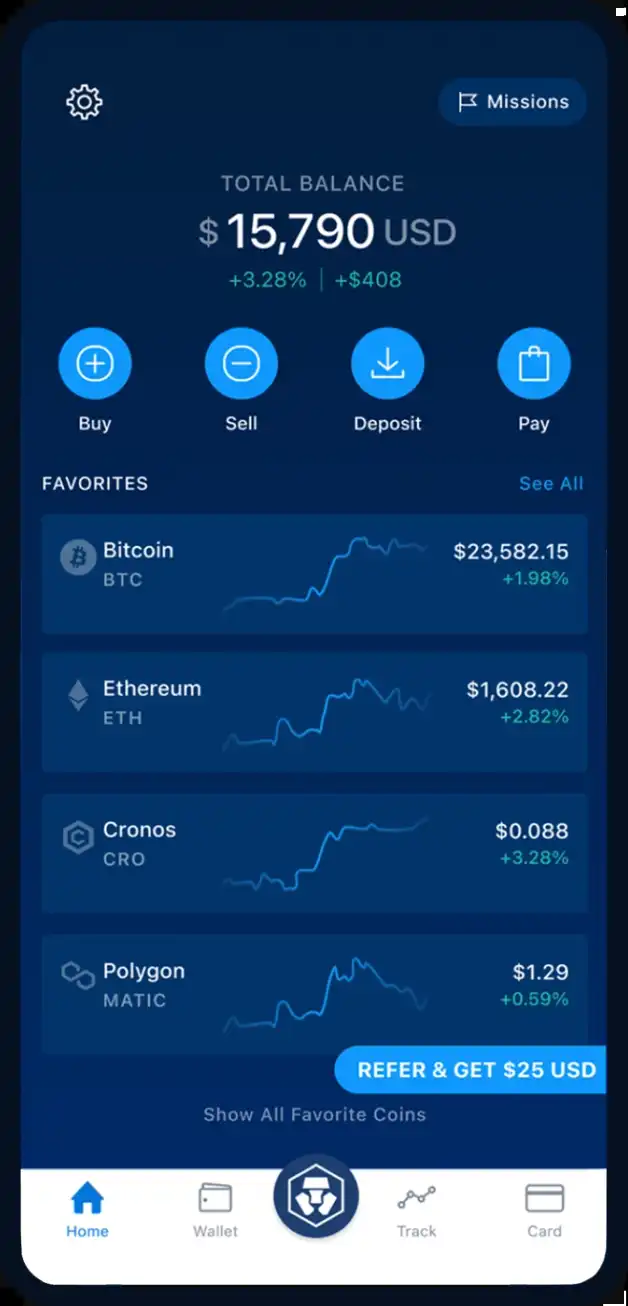 Missions
TOTAL BALANCE
$ 15,790 USD
+3.28% | +$408
Buy Sell Deposit Pay
FAVORITES See All
Bitcoin $23,582.15
BTC +1.98%
Ethereum $1,608.22
ETH +2.82%
Cronos $0.088
CRO +3.28%
Polygon $1.29
MATIC +0.59%
REFER & GET $25 USD
Show All Favorite Coins
Home Wallet Track Card